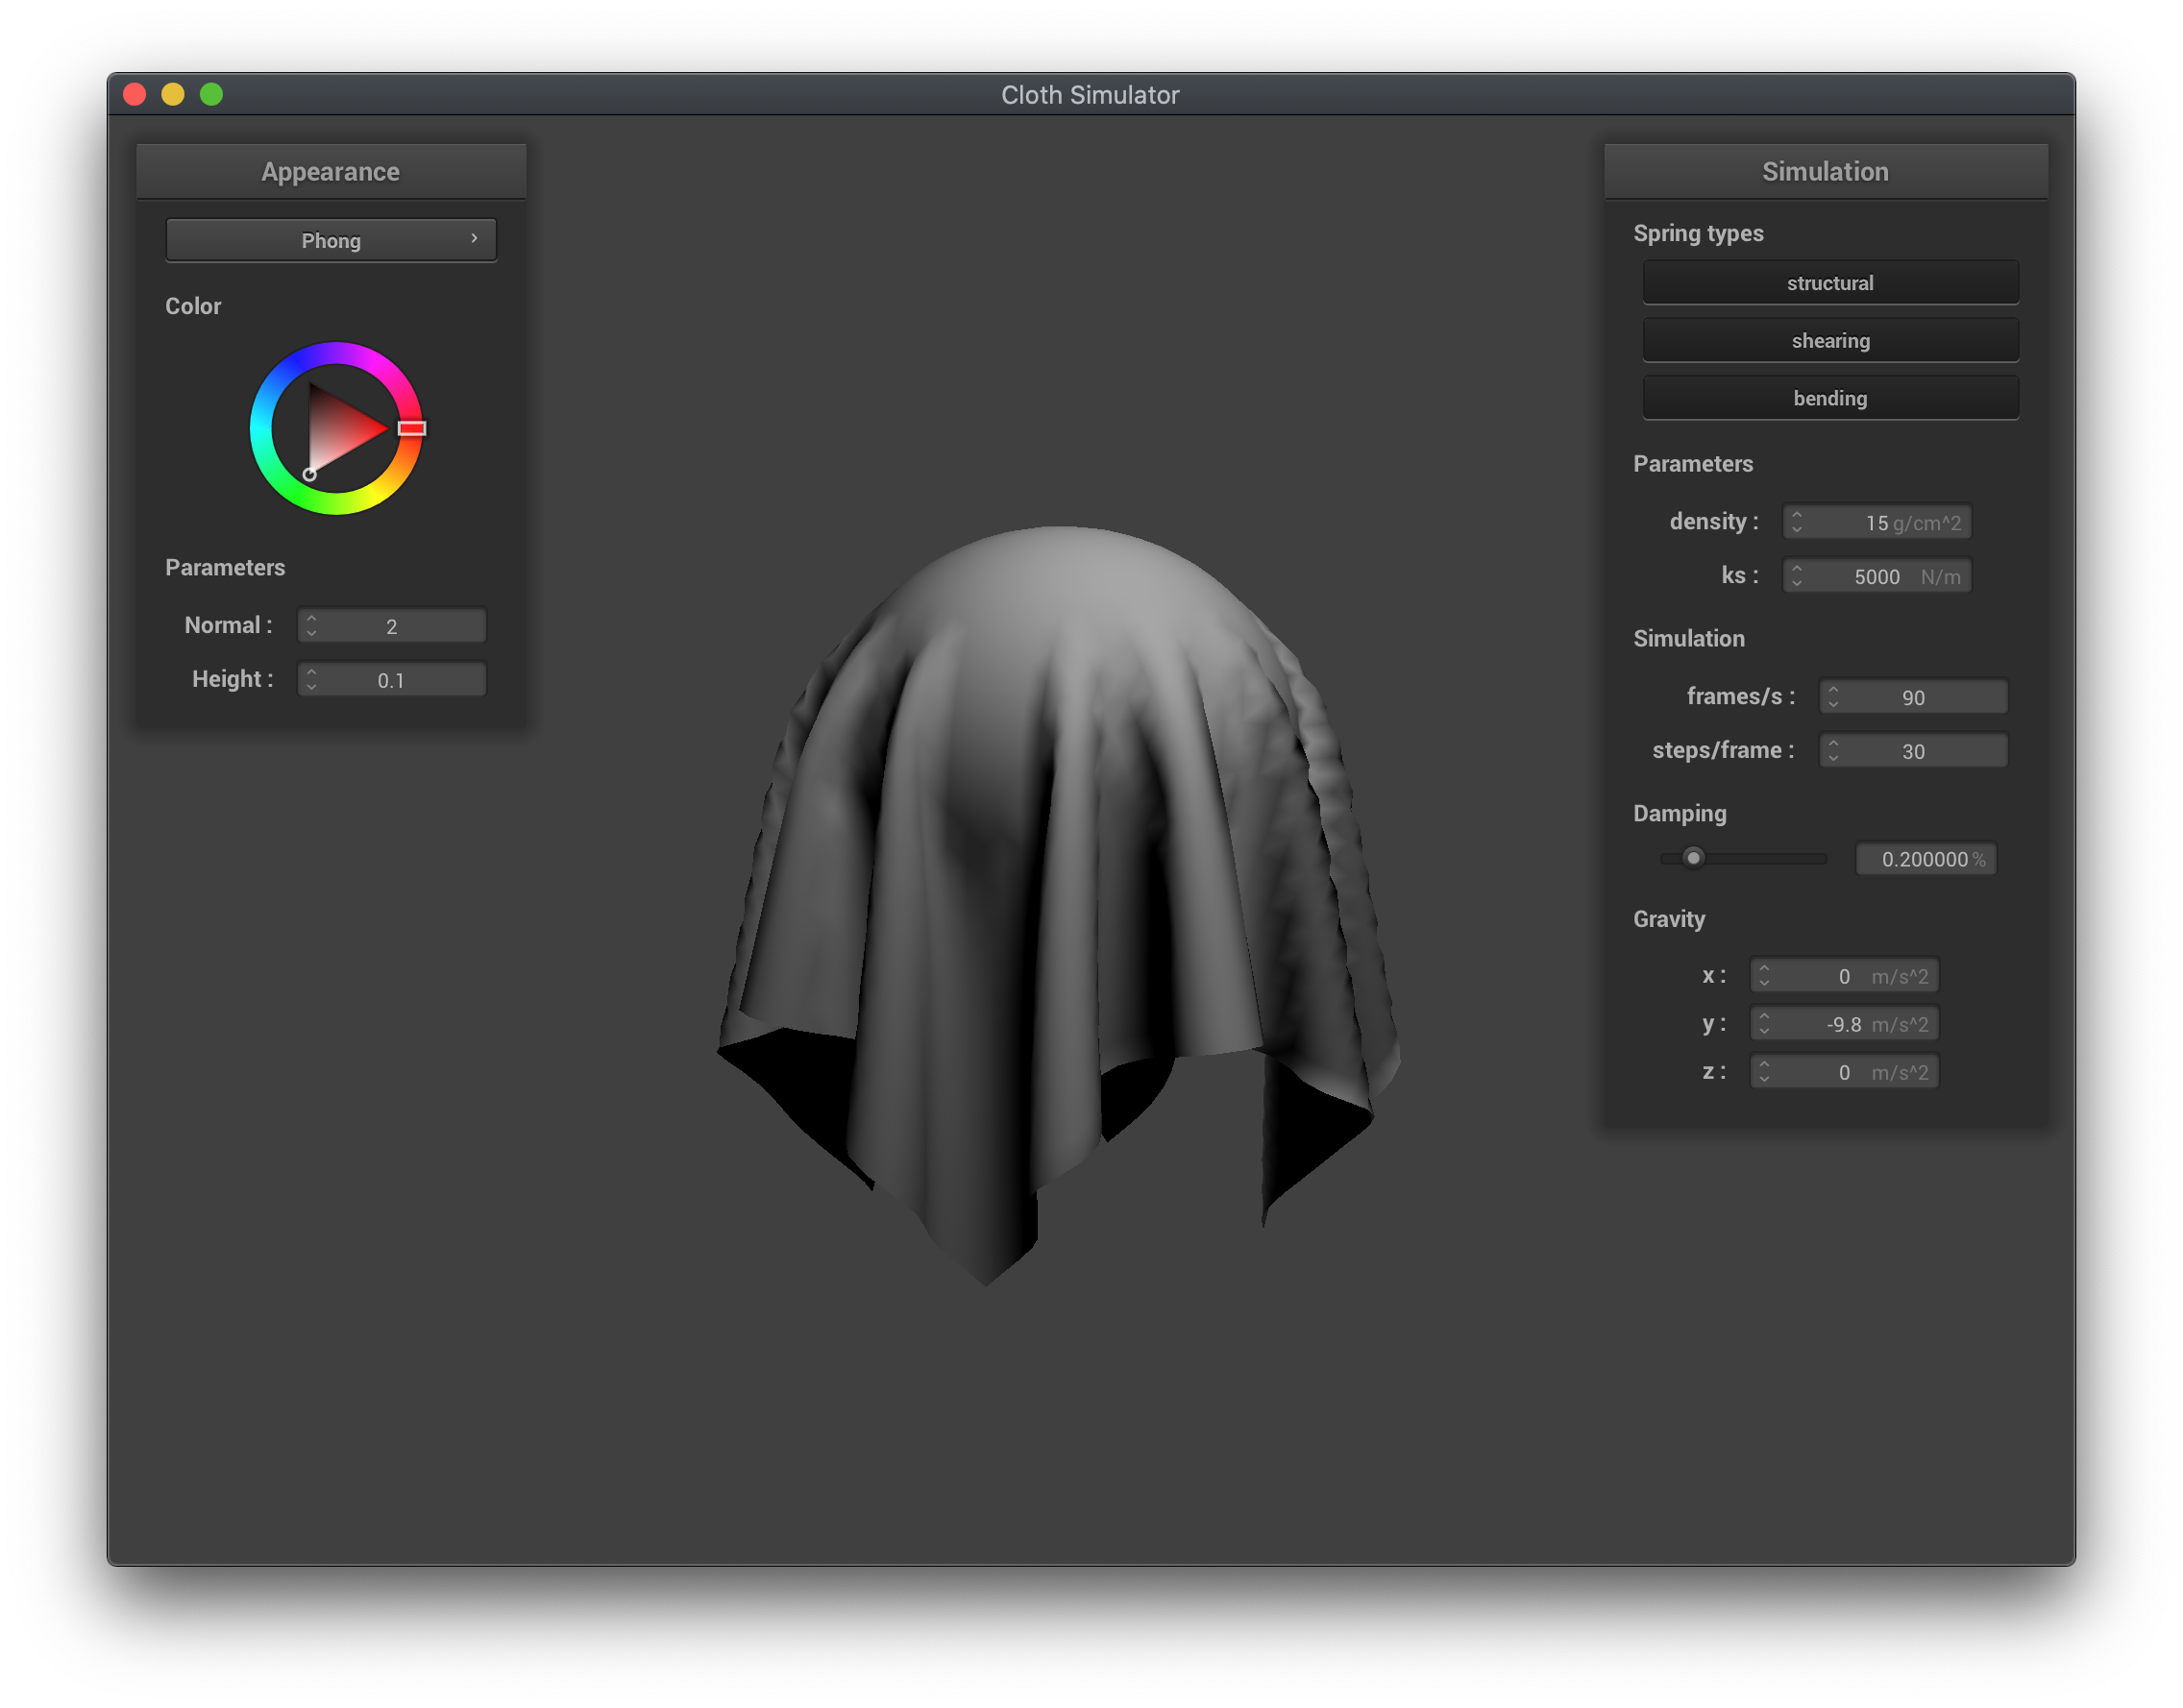 Cloth Simulator
Appearance
Phong
Color
Parameters
Normal : 2
Height : 0.1
Simulation
Spring types
structural
shearing
bending
Parameters
density : 15 g/cm^2
ks : 5000 N/m
Simulation
frames/s : 90
steps/frame : 30
Damping
0.200000 %
Gravity
x : 0 m/s^2
y : -9.8 m/s^2
z : 0 m/s^2